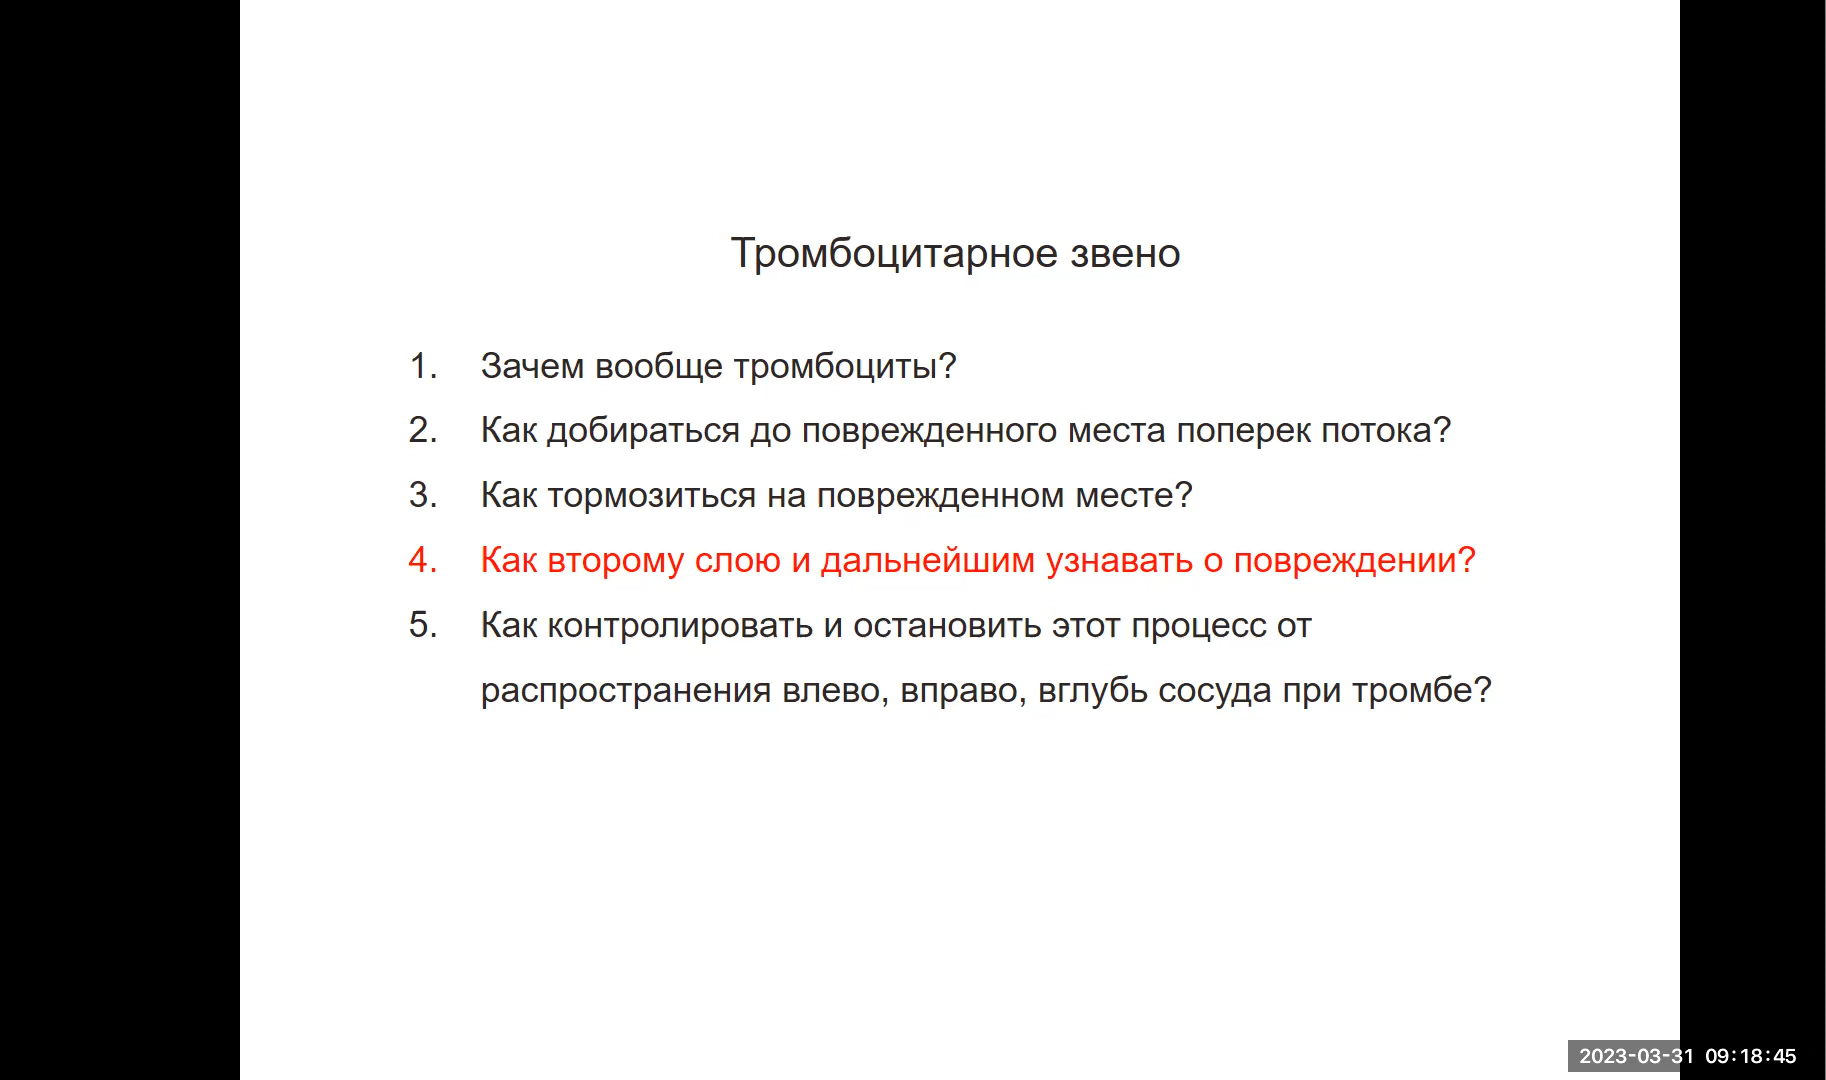 Тромбоцитарное звено
1. Зачем вообще тромбоциты?
2. Как добираться до поврежденного места поперек потока?
3. Как тормозиться на поврежденном месте?
4. Как второму слою и дальнейшим узнавать о повреждении?
5. Как контролировать и остановить этот процесс от
распространения влево, вправо, вглубь сосуда при тромбе?
2023-03-31 09:18:45